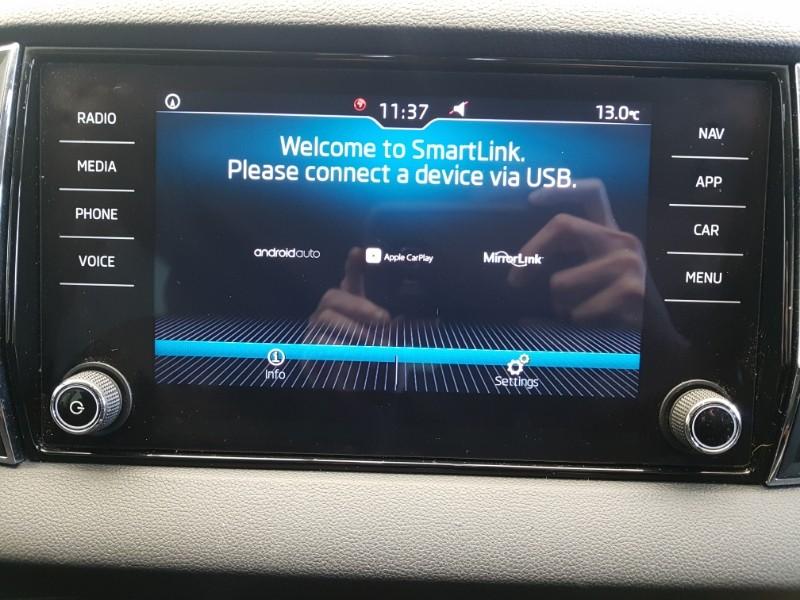 11:37
13.0°C
RADIO
MEDIA
PHONE
VOICE
Welcome to SmartLink.
Please connect a device via USB.
androidauto
Apple CarPlay
MirrorLink
Info
Settings
NAV
APP
CAR
MENU